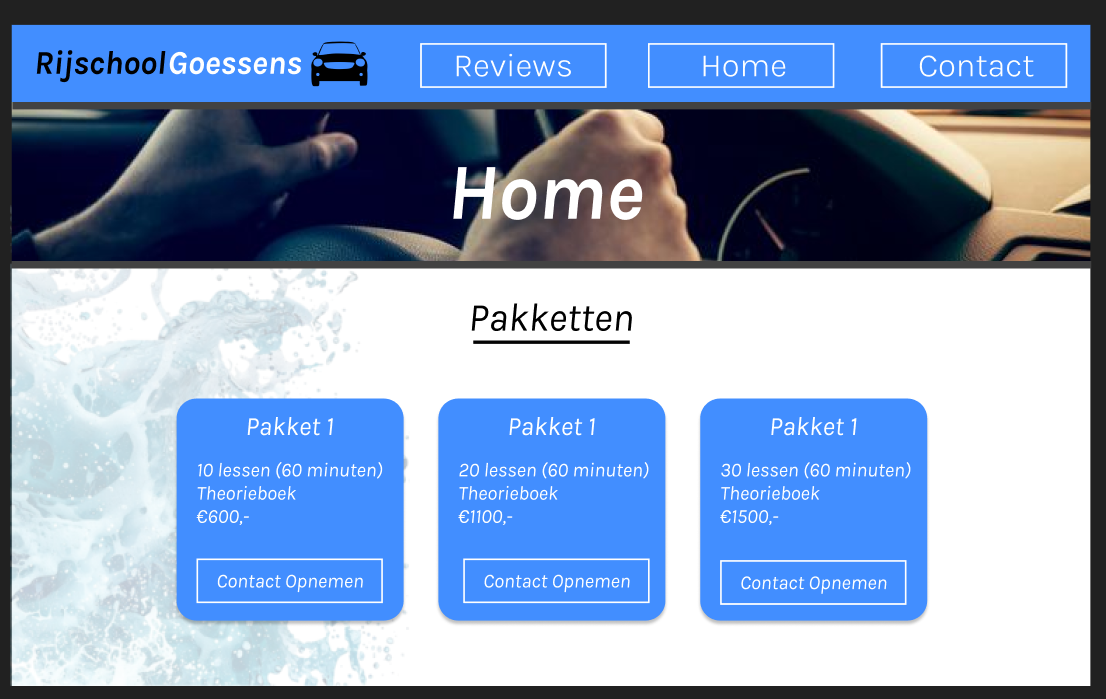 RijschoolGoessens
Reviews
Home
Contact
Home
Pakketten
Pakket 1
10 lessen (60 minuten)
Theorieboek
€600,-
Contact Opnemen
Pakket 1
20 lessen (60 minuten)
Theorieboek
€1100,-
Contact Opnemen
Pakket 1
30 lessen (60 minuten)
Theorieboek
€1500,-
Contact Opnemen